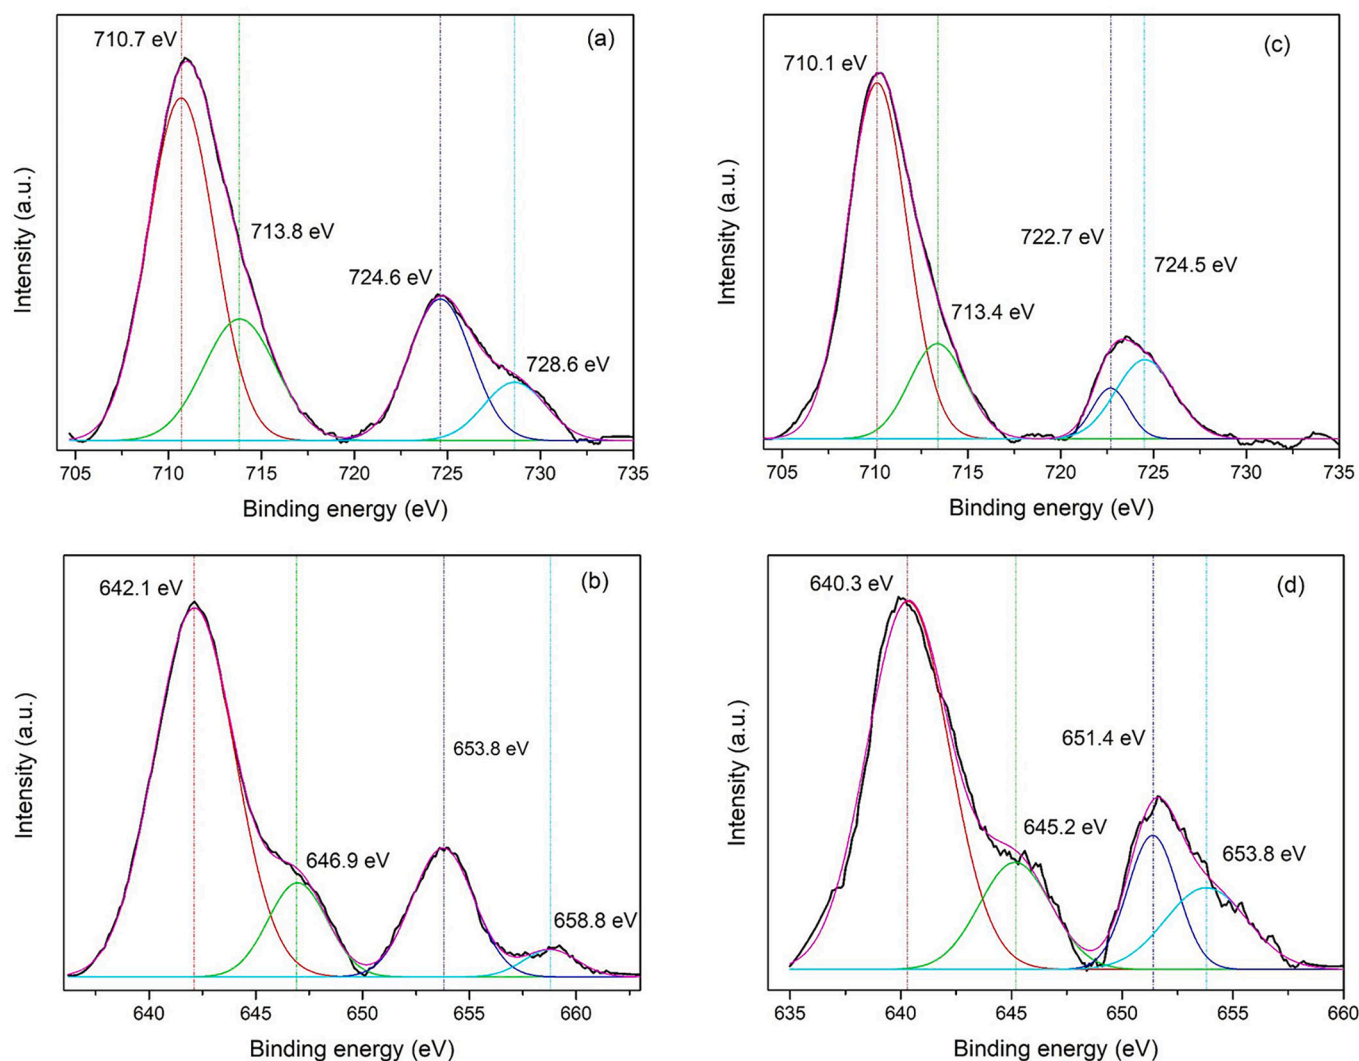 (a)
710.7 eV
713.8 eV
724.6 eV
728.6 eV
Intensity (a.u.)
705 710 715 720 725 730 735
Binding energy (eV)
(c)
710.1 eV
722.7 eV
724.5 eV
713.4 eV
Intensity (a.u.)
705 710 715 720 725 730 735
Binding energy (eV)
(b)
642.1 eV
653.8 eV
646.9 eV
658.8 eV
Intensity (a.u.)
640 645 650 655 660
Binding energy (eV)
(d)
640.3 eV
651.4 eV
645.2 eV
653.8 eV
Intensity (a.u.)
635 640 645 650 655 660
Binding energy (eV)